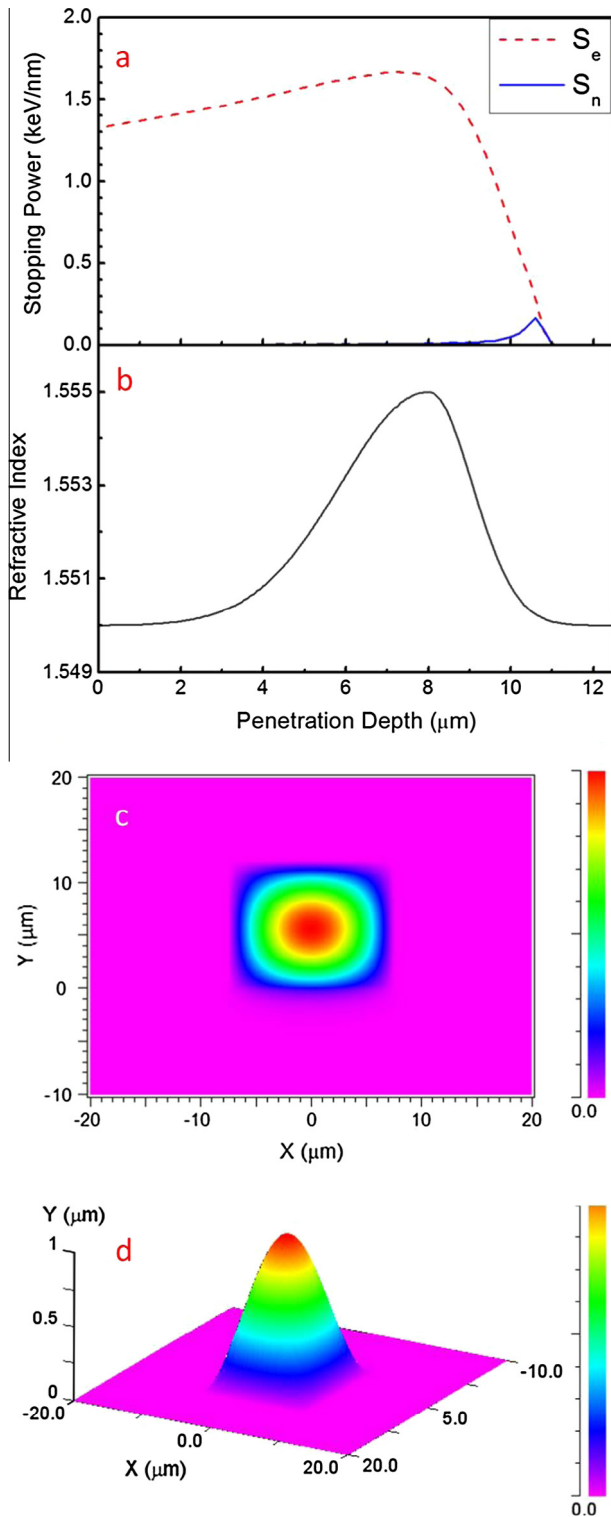 a
S_e
S_n
2.0
1.5
1.0
0.5
0.0
Stopping Power (keV/nm)
b
1.555
1.553
1.551
1.549
Refractive Index
0 2 4 6 8 10 12
Penetration Depth (μm)
c
20
10
0
-10
Y (μm)
-20 -10 0 10 20
X (μm)
0.0
Y (μm)
d
1
0.5
0
-20.0
0.0
20.0
X (μm)
20.0
5.0
-10.0
0.0